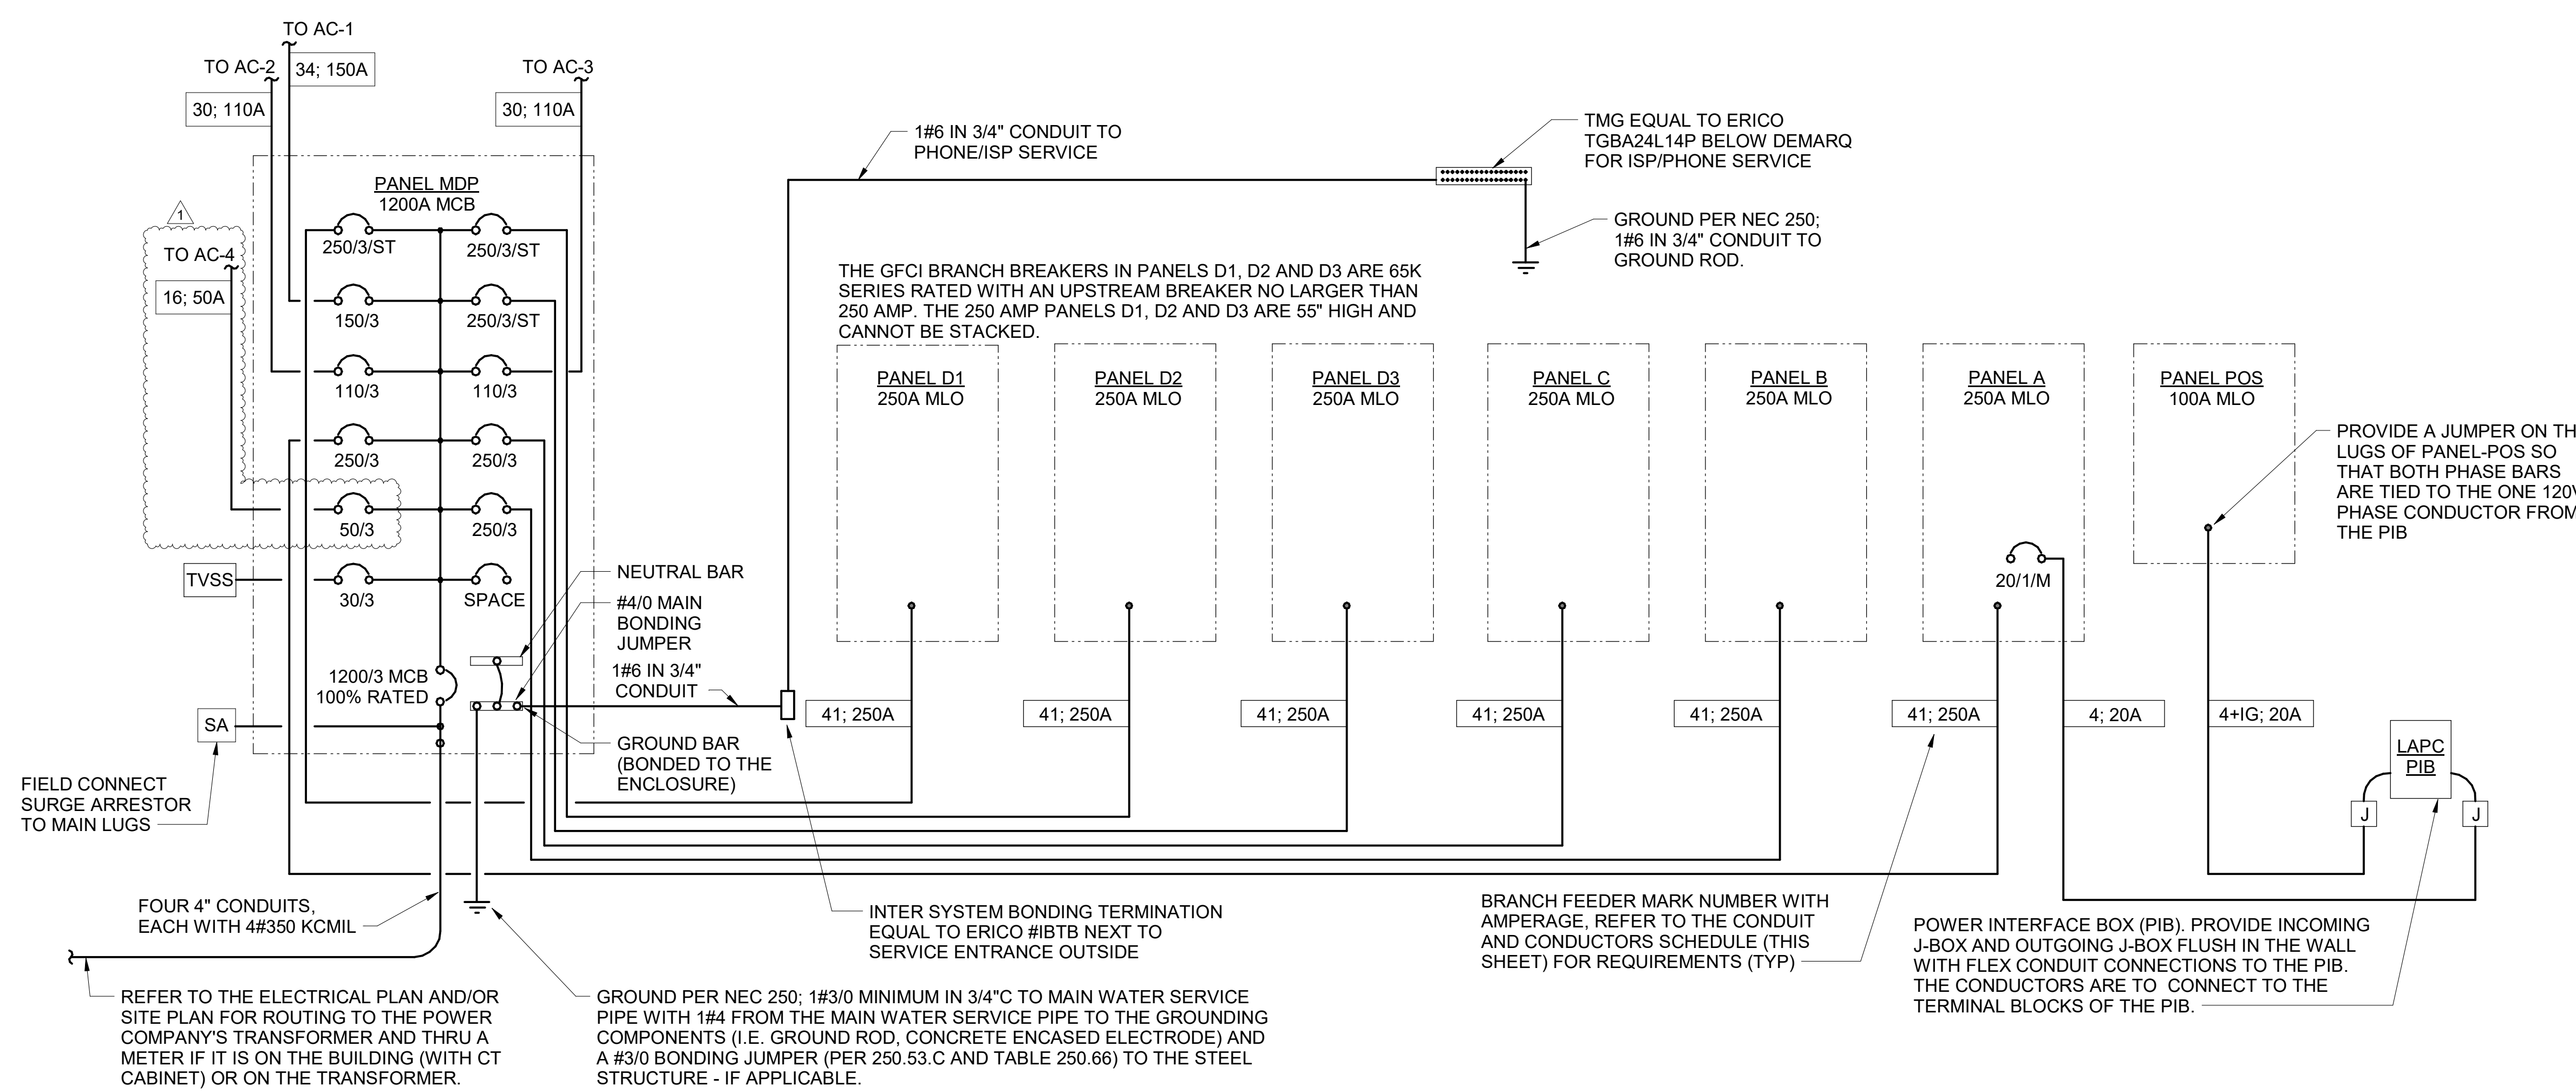 TO AC-1
TO AC-2
34; 150A
TO AC-3
30; 110A
30; 110A
PANEL MDP
1200A MCB
1
250/3/ST
250/3/ST
TO AC-4
16; 50A
150/3
250/3/ST
110/3
110/3
250/3
250/3
50/3
250/3
TVSS
30/3
SPACE
1200/3 MCB
100% RATED
SA
FIELD CONNECT
SURGE ARRESTOR
TO MAIN LUGS
FOUR 4" CONDUITS,
EACH WITH 4#350 KCMIL
REFER TO THE ELECTRICAL PLAN AND/OR
SITE PLAN FOR ROUTING TO THE POWER
COMPANY'S TRANSFORMER AND THRU A
METER IF IT IS ON THE BUILDING (WITH CT
CABINET) OR ON THE TRANSFORMER.
NEUTRAL BAR
#4/0 MAIN
BONDING
JUMPER
1#6 IN 3/4"
CONDUIT
GROUND BAR
(BONDED TO THE
ENCLOSURE)
GROUND PER NEC 250; 1#3/0 MINIMUM IN 3/4"C TO MAIN WATER SERVICE
PIPE WITH 1#4 FROM THE MAIN WATER SERVICE PIPE TO THE GROUNDING
COMPONENTS (I.E. GROUND ROD, CONCRETE ENCASED ELECTRODE) AND
A #3/0 BONDING JUMPER (PER 250.53.C AND TABLE 250.66) TO THE STEEL
STRUCTURE - IF APPLICABLE.
INTER SYSTEM BONDING TERMINATION
EQUAL TO ERICO #IBTB NEXT TO
SERVICE ENTRANCE OUTSIDE
1#6 IN 3/4" CONDUIT TO
PHONE/ISP SERVICE
TMG EQUAL TO ERICO
TGBA24L14P BELOW DEMARQ
FOR ISP/PHONE SERVICE
GROUND PER NEC 250;
1#6 IN 3/4" CONDUIT TO
GROUND ROD.
THE GFCI BRANCH BREAKERS IN PANELS D1, D2 AND D3 ARE 65K
SERIES RATED WITH AN UPSTREAM BREAKER NO LARGER THAN
250 AMP. THE 250 AMP PANELS D1, D2 AND D3 ARE 55" HIGH AND
CANNOT BE STACKED.
PANEL D1
250A MLO
PANEL D2
250A MLO
PANEL D3
250A MLO
PANEL C
250A MLO
PANEL B
250A MLO
PANEL A
250A MLO
PANEL POS
100A MLO
20/1/M
PROVIDE A JUMPER ON TH
LUGS OF PANEL-POS SO
THAT BOTH PHASE BARS
ARE TIED TO THE ONE 120V
PHASE CONDUCTOR FROM
THE PIB
41; 250A
41; 250A
41; 250A
41; 250A
41; 250A
41; 250A
4; 20A
4+IG; 20A
LAPC
PIB
J
J
BRANCH FEEDER MARK NUMBER WITH
AMPERAGE, REFER TO THE CONDUIT
AND CONDUCTORS SCHEDULE (THIS
SHEET) FOR REQUIREMENTS (TYP)
POWER INTERFACE BOX (PIB). PROVIDE INCOMING
J-BOX AND OUTGOING J-BOX FLUSH IN THE WALL
WITH FLEX CONDUIT CONNECTIONS TO THE PIB.
THE CONDUCTORS ARE TO CONNECT TO THE
TERMINAL BLOCKS OF THE PIB.